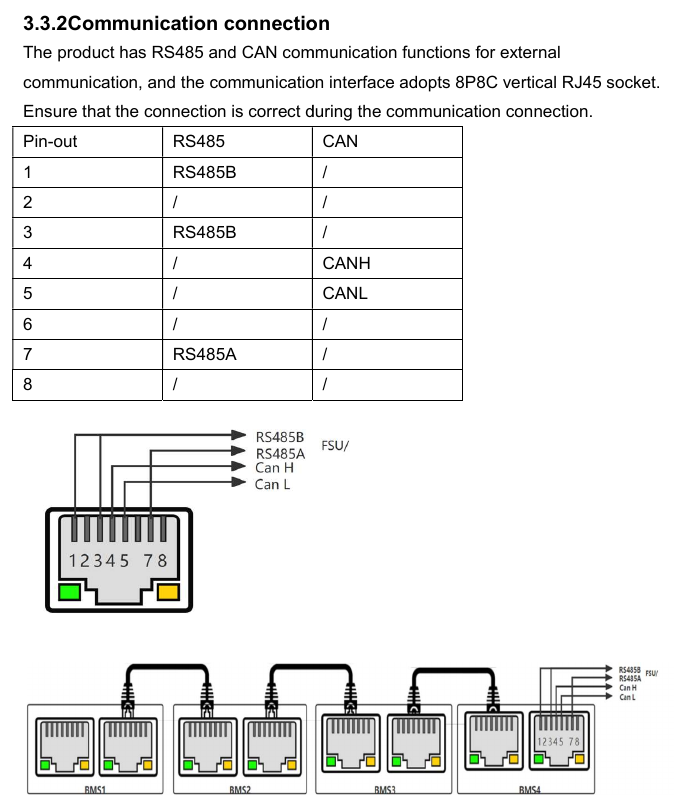 3.3.2Communication connection
The product has RS485 and CAN communication functions for external
communication, and the communication interface adopts 8P8C vertical RJ45 socket.
Ensure that the connection is correct during the communication connection.
Pin-out RS485 CAN
1 RS485B /
2 / /
3 RS485B /
4 / CANH
5 / CANL
6 / /
7 RS485A /
8 / /
RS485B
RS485A FSU/
Can H
Can L
12345 78
RS485B
RS485A FSU/
Can H
Can L
12345 78
BMS1 BMS2 BMS3 BMS4